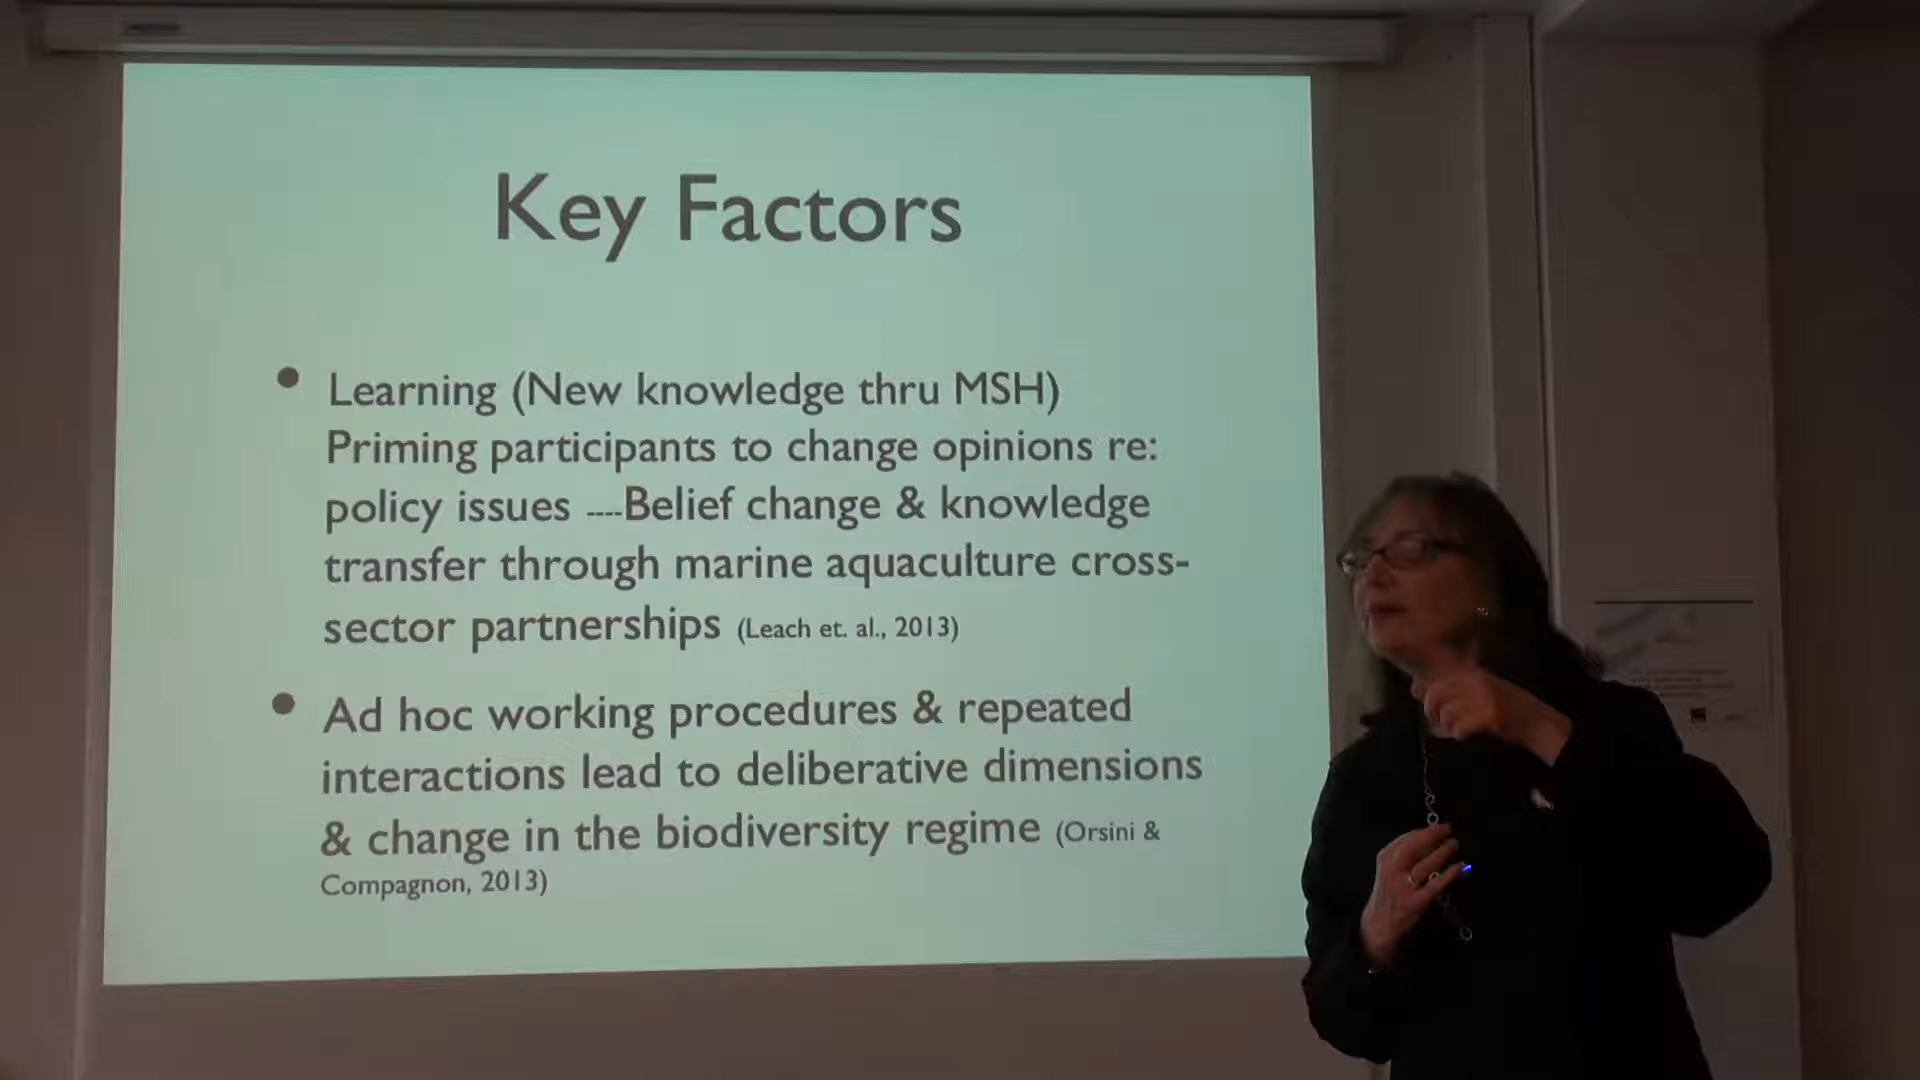 Key Factors
• Learning (New knowledge thru MSH)
Priming participants to change opinions re:
policy issues ----Belief change & knowledge
transfer through marine aquaculture cross-
sector partnerships (Leach et. al., 2013)
• Ad hoc working procedures & repeated
interactions lead to deliberative dimensions
& change in the biodiversity regime (Orsini &
Compagnon, 2013)